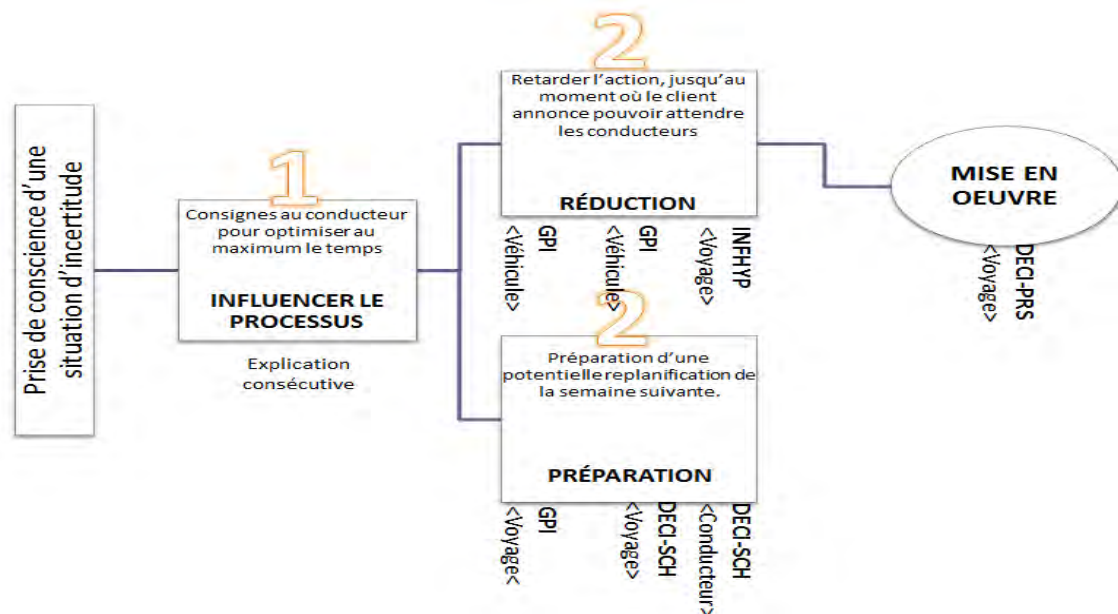 Prise de conscience d'une
situation d'incertitude
1
Consignes au conducteur
pour optimiser au
maximum le temps
INFLUENCER LE
PROCESSUS
Explication
consécutive
2
Retarder l'action, jusqu'au
moment où le client
annonce pouvoir attendre
les conducteurs
RÉDUCTION
GPI
<Véhicule>
GPI
<Véhicule>
INFHYP
<Voyage>
2
Préparation d'une
potentielle replanification de
la semaine suivante.
PRÉPARATION
GPI
<Voyage<
DECI-SCH
<Voyage>
DECI-SCH
<Conducteur>
MISE EN
OEUVRE
DECI-PRS
<Voyage>